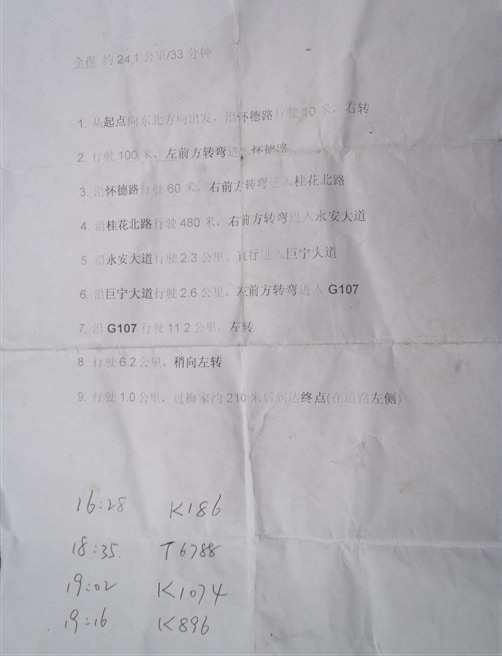 全程 约 24.1 公里/33 分钟
1. 从起点向东北方向出发，沿怀德路行驶 10 米，右转
2. 行驶 100 米，左前方转弯进入怀德路
3. 沿怀德路行驶 60 米，右前方转弯进入桂花北路
4. 沿桂花北路行驶 480 米，右前方转弯进入永安大道
5. 沿永安大道行驶 2.3 公里，直行进入巨宁大道
6. 沿巨宁大道行驶 2.6 公里，左前方转弯进入 G107
7. 沿 G107 行驶 11.2 公里，左转
8. 行驶 6.2 公里，稍向左转
9. 行驶 1.0 公里，过梅家约 210 米后到达终点(在道路左侧)
16:28 K186
18:35 T6788
19:02 K1074
19:16 K896